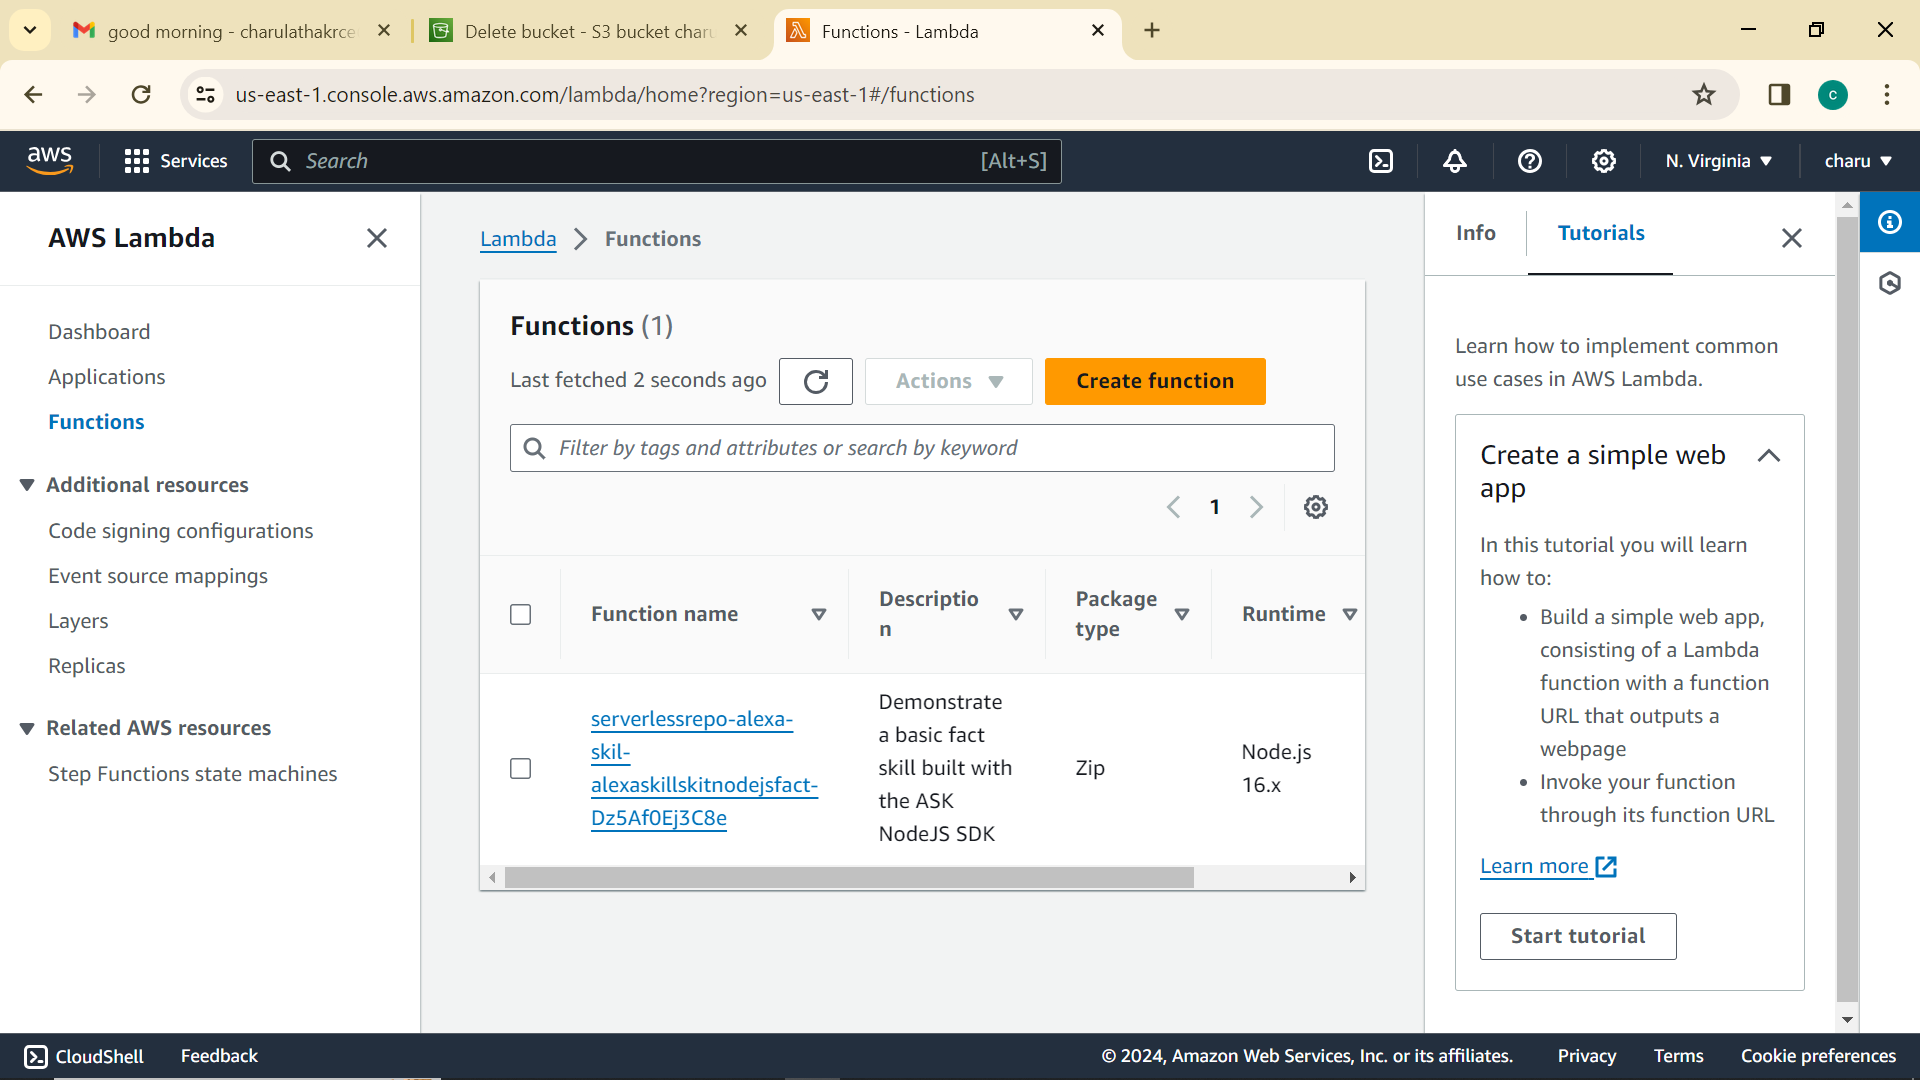 good morning - charulathakrce
Delete bucket - S3 bucket charu
Functions - Lambda
us-east-1.console.aws.amazon.com/lambda/home?region=us-east-1#/functions
c
aws
Services
Search
[Alt+S]
N. Virginia
charu
AWS Lambda
Dashboard
Applications
Functions
Additional resources
Code signing configurations
Event source mappings
Layers
Replicas
Related AWS resources
Step Functions state machines
Lambda
Functions
Functions (1)
Last fetched 2 seconds ago
Actions
Create function
Filter by tags and attributes or search by keyword
1
Function name
Descriptio
n
Package
type
Runtime
serverlessrepo-alexa-
skil-
alexaskillskitnodejsfact-
Dz5Af0Ej3C8e
Demonstrate
a basic fact
skill built with
the ASK
NodeJS SDK
Zip
Node.js
16.x
Info
Tutorials
Learn how to implement common
use cases in AWS Lambda.
Create a simple web
app
In this tutorial you will learn
how to:
• Build a simple web app,
consisting of a Lambda
function with a function
URL that outputs a
webpage
• Invoke your function
through its function URL
Learn more
Start tutorial
CloudShell
Feedback
© 2024, Amazon Web Services, Inc. or its affiliates.
Privacy
Terms
Cookie preferences